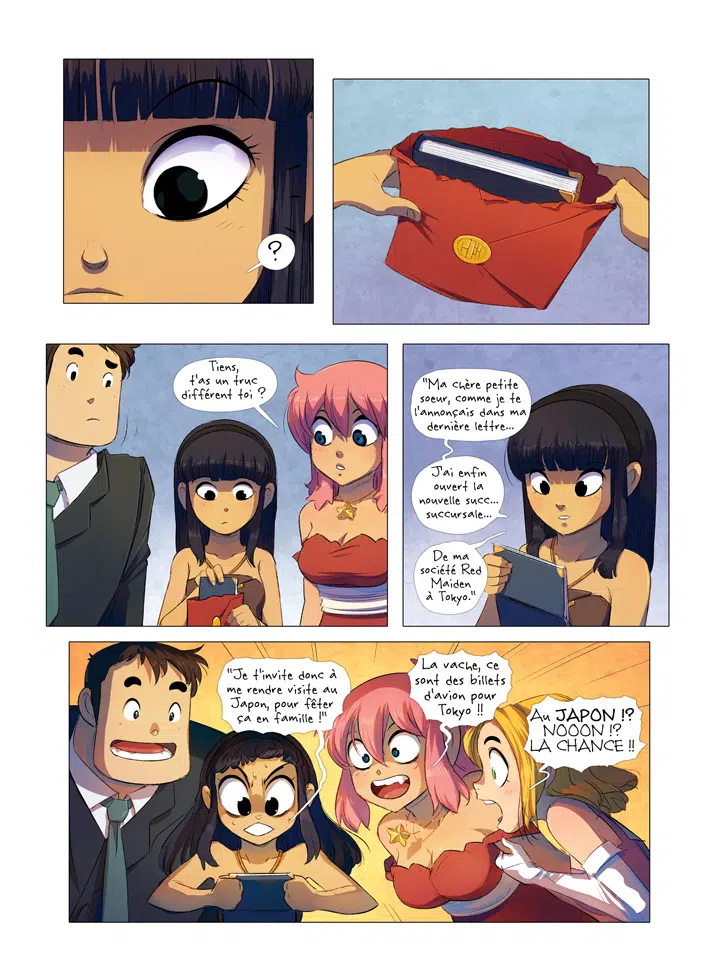 ?
HH
Tiens,
t'as un truc
différent toi ?
"Ma chère petite
soeur, comme je te
l'annonçais dans ma
dernière lettre...
J'ai enfin
ouvert la
nouvelle succ...
succursale...
De ma
société Red
Maiden
à Tokyo."
"Je t'invite donc à
me rendre visite au
Japon, pour fêter
ça en famille !"
La vache, ce
sont des billets
d'avion pour
Tokyo !!
Au JAPON !?
NOOON !?
LA CHANCE !!